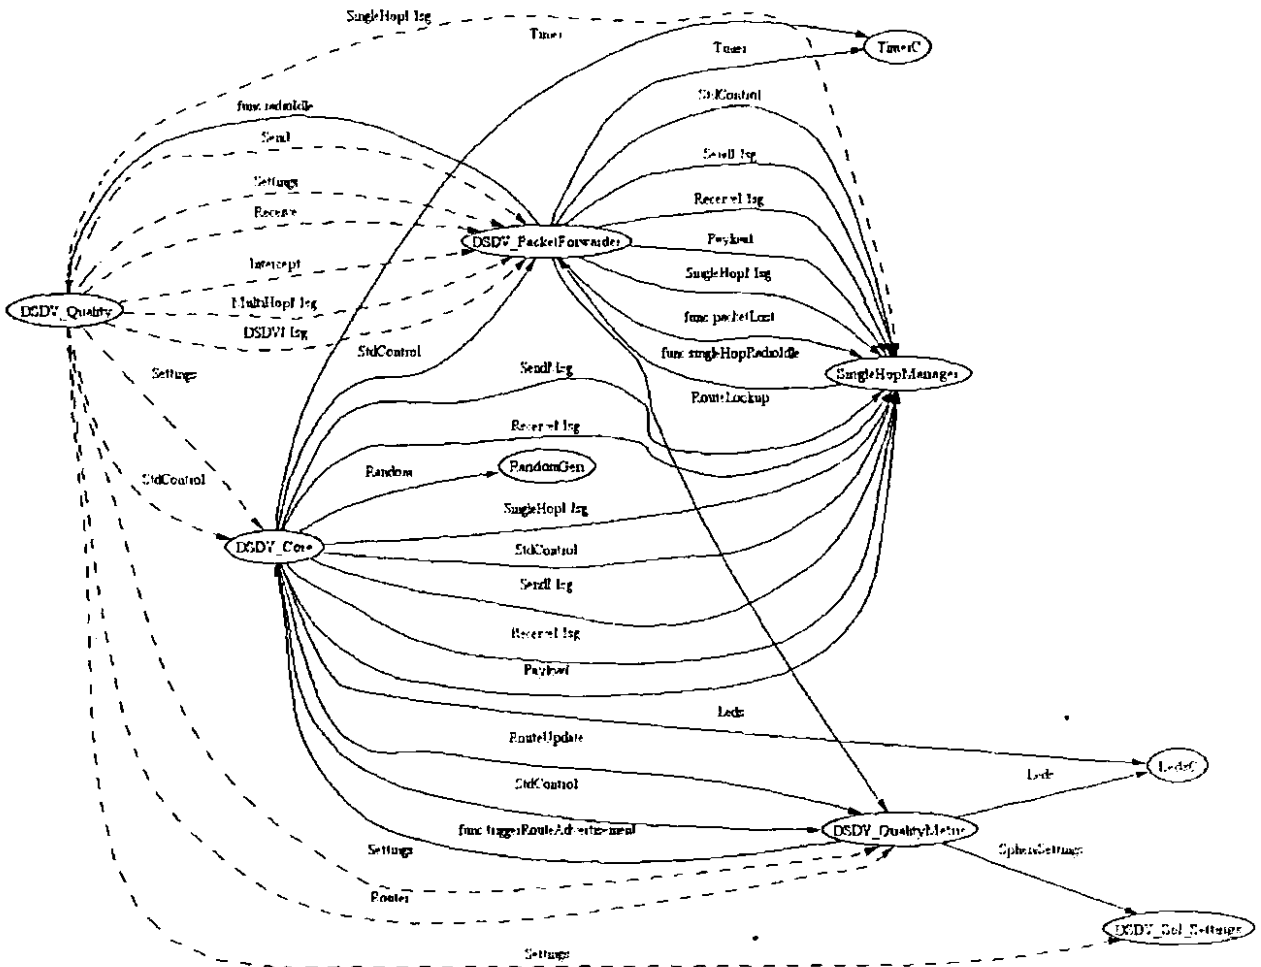 SingleHopMsg
Timer
TimerC
Timer
StdControl
func radioIdle
Send
SendMsg
Settings
Receive
ReceiveMsg
Payload
DSDV_PacketForwarder
Intercept
SingleHopMsg
MultiHopMsg
DSDV_Quality
func packetLost
DSDVMsg
StdControl
func singleHopRadioIdle
SendMsg
Settings
SingleHopManager
RouteLookup
ReceiveMsg
Random
RandomGen
StdControl
SingleHopMsg
DSDV_Core
StdControl
SendMsg
ReceiveMsg
Payload
Leds
RouteUpdate
LedsC
Leds
StdControl
func triggerRouteAdvertisement
DSDV_QualityMetric
Settings
SphereSettings
Router
Settings